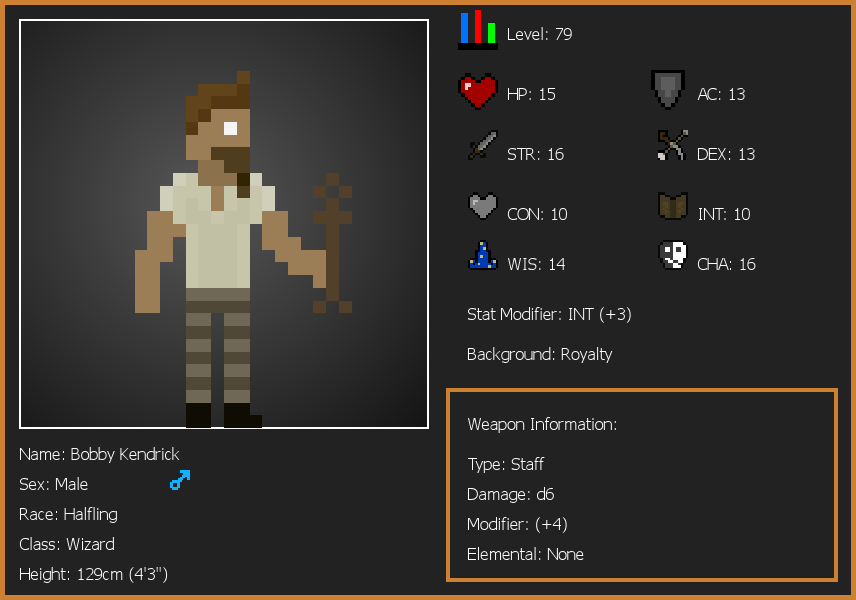 Level: 79
HP: 15
AC: 13
STR: 16
DEX: 13
CON: 10
INT: 10
WIS: 14
CHA: 16
Stat Modifier: INT (+3)
Background: Royalty
Weapon Information:
Type: Staff
Damage: d6
Modifier: (+4)
Elemental: None
Name: Bobby Kendrick
Sex: Male
Race: Halfling
Class: Wizard
Height: 129cm (4'3")